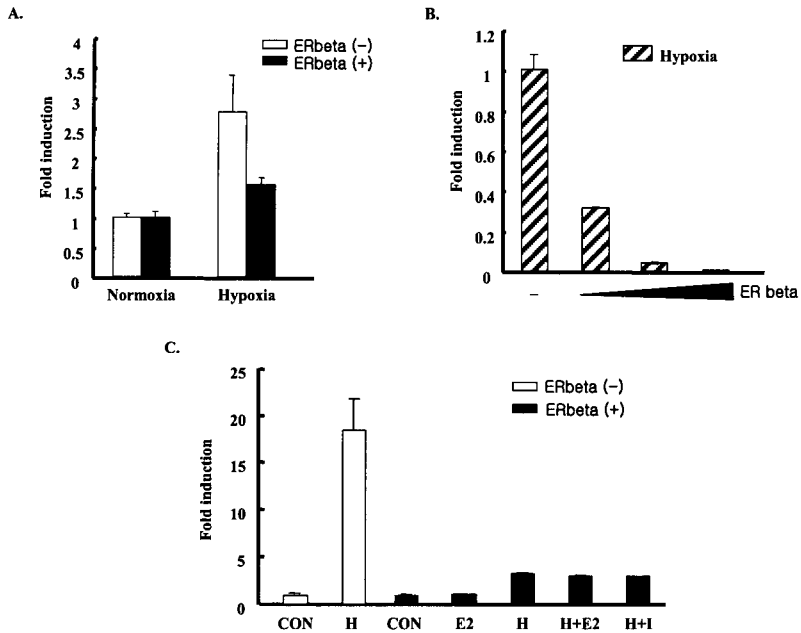 A.
ERbeta (-)
ERbeta (+)
Fold induction
4
3.5
3
2.5
2
1.5
1
0.5
0
Normoxia Hypoxia
B.
Hypoxia
Fold induction
1.2
1
0.8
0.6
0.4
0.2
0
- ER beta
C.
ERbeta (-)
ERbeta (+)
Fold induction
25
20
15
10
5
0
CON H CON E2 H H+E2 H+I